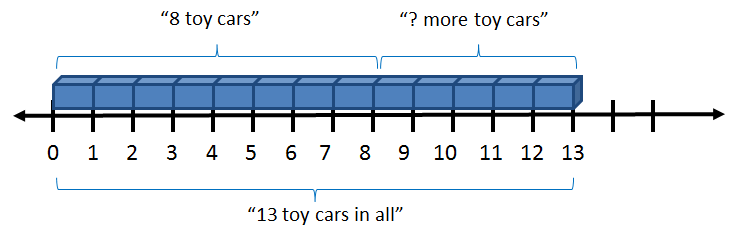 “8 toy cars” “? more toy cars”
0 1 2 3 4 5 6 7 8 9 10 11 12 13
“13 toy cars in all”